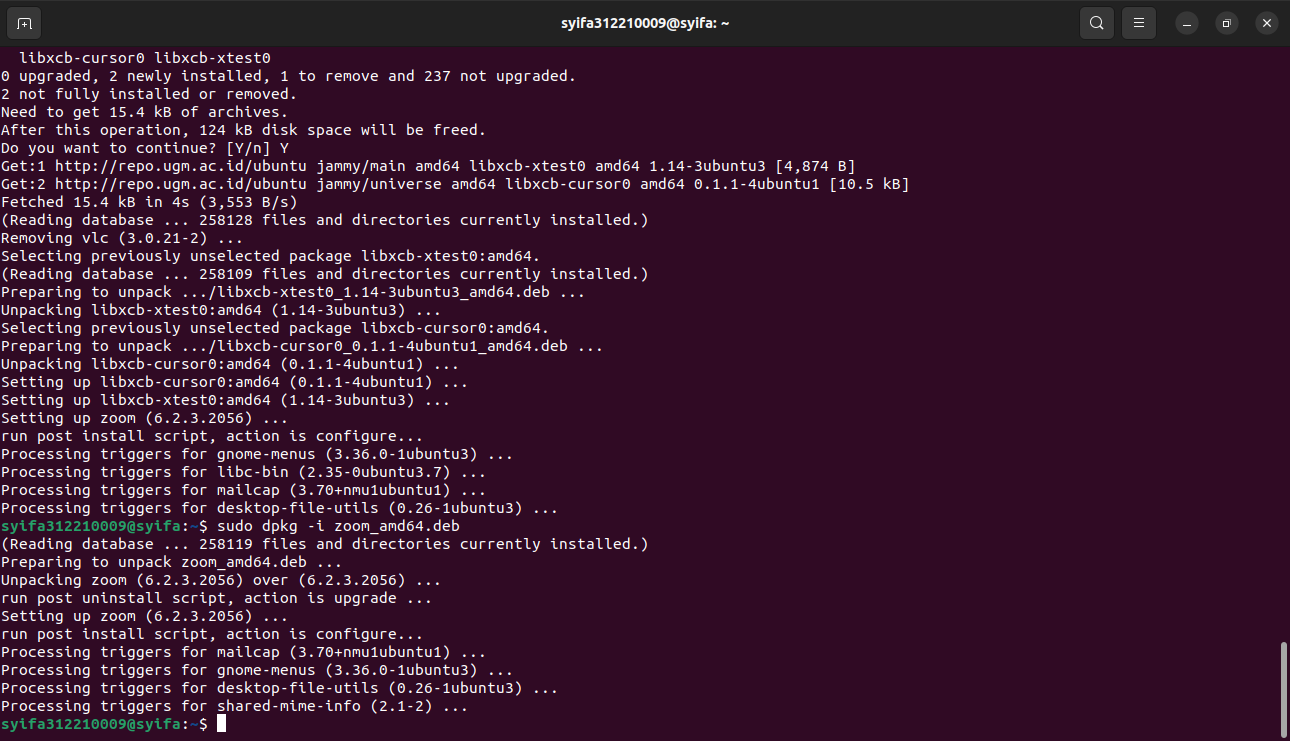 syifa312210009@syifa: ~
  libxcb-cursor0 libxcb-xtest0
0 upgraded, 2 newly installed, 1 to remove and 237 not upgraded.
2 not fully installed or removed.
Need to get 15.4 kB of archives.
After this operation, 124 kB disk space will be freed.
Do you want to continue? [Y/n] Y
Get:1 http://repo.ugm.ac.id/ubuntu jammy/main amd64 libxcb-xtest0 amd64 1.14-3ubuntu3 [4,874 B]
Get:2 http://repo.ugm.ac.id/ubuntu jammy/universe amd64 libxcb-cursor0 amd64 0.1.1-4ubuntu1 [10.5 kB]
Fetched 15.4 kB in 4s (3,553 B/s)
(Reading database ... 258128 files and directories currently installed.)
Removing vlc (3.0.21-2) ...
Selecting previously unselected package libxcb-xtest0:amd64.
(Reading database ... 258109 files and directories currently installed.)
Preparing to unpack .../libxcb-xtest0_1.14-3ubuntu3_amd64.deb ...
Unpacking libxcb-xtest0:amd64 (1.14-3ubuntu3) ...
Selecting previously unselected package libxcb-cursor0:amd64.
Preparing to unpack .../libxcb-cursor0_0.1.1-4ubuntu1_amd64.deb ...
Unpacking libxcb-cursor0:amd64 (0.1.1-4ubuntu1) ...
Setting up libxcb-cursor0:amd64 (0.1.1-4ubuntu1) ...
Setting up libxcb-xtest0:amd64 (1.14-3ubuntu3) ...
Setting up zoom (6.2.3.2056) ...
run post install script, action is configure...
Processing triggers for gnome-menus (3.36.0-1ubuntu3) ...
Processing triggers for libc-bin (2.35-0ubuntu3.7) ...
Processing triggers for mailcap (3.70+nmu1ubuntu1) ...
Processing triggers for desktop-file-utils (0.26-1ubuntu3) ...
syifa312210009@syifa:~$ sudo dpkg -i zoom_amd64.deb
(Reading database ... 258119 files and directories currently installed.)
Preparing to unpack zoom_amd64.deb ...
Unpacking zoom (6.2.3.2056) over (6.2.3.2056) ...
run post uninstall script, action is upgrade ...
Setting up zoom (6.2.3.2056) ...
run post install script, action is configure...
Processing triggers for mailcap (3.70+nmu1ubuntu1) ...
Processing triggers for gnome-menus (3.36.0-1ubuntu3) ...
Processing triggers for desktop-file-utils (0.26-1ubuntu3) ...
Processing triggers for shared-mime-info (2.1-2) ...
syifa312210009@syifa:~$